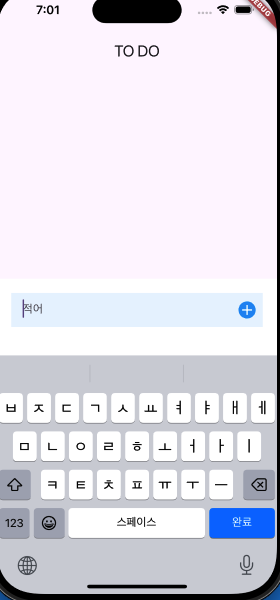 7:01
DEBUG
TO DO
적어
ㅂ ㅈ ㄷ ㄱ ㅅ ㅛ ㅕ ㅑ ㅐ ㅔ
ㅁ ㄴ ㅇ ㄹ ㅎ ㅗ ㅓ ㅏ ㅣ
ㅋ ㅌ ㅊ ㅍ ㅠ ㅜ ㅡ
123 스페이스 완료